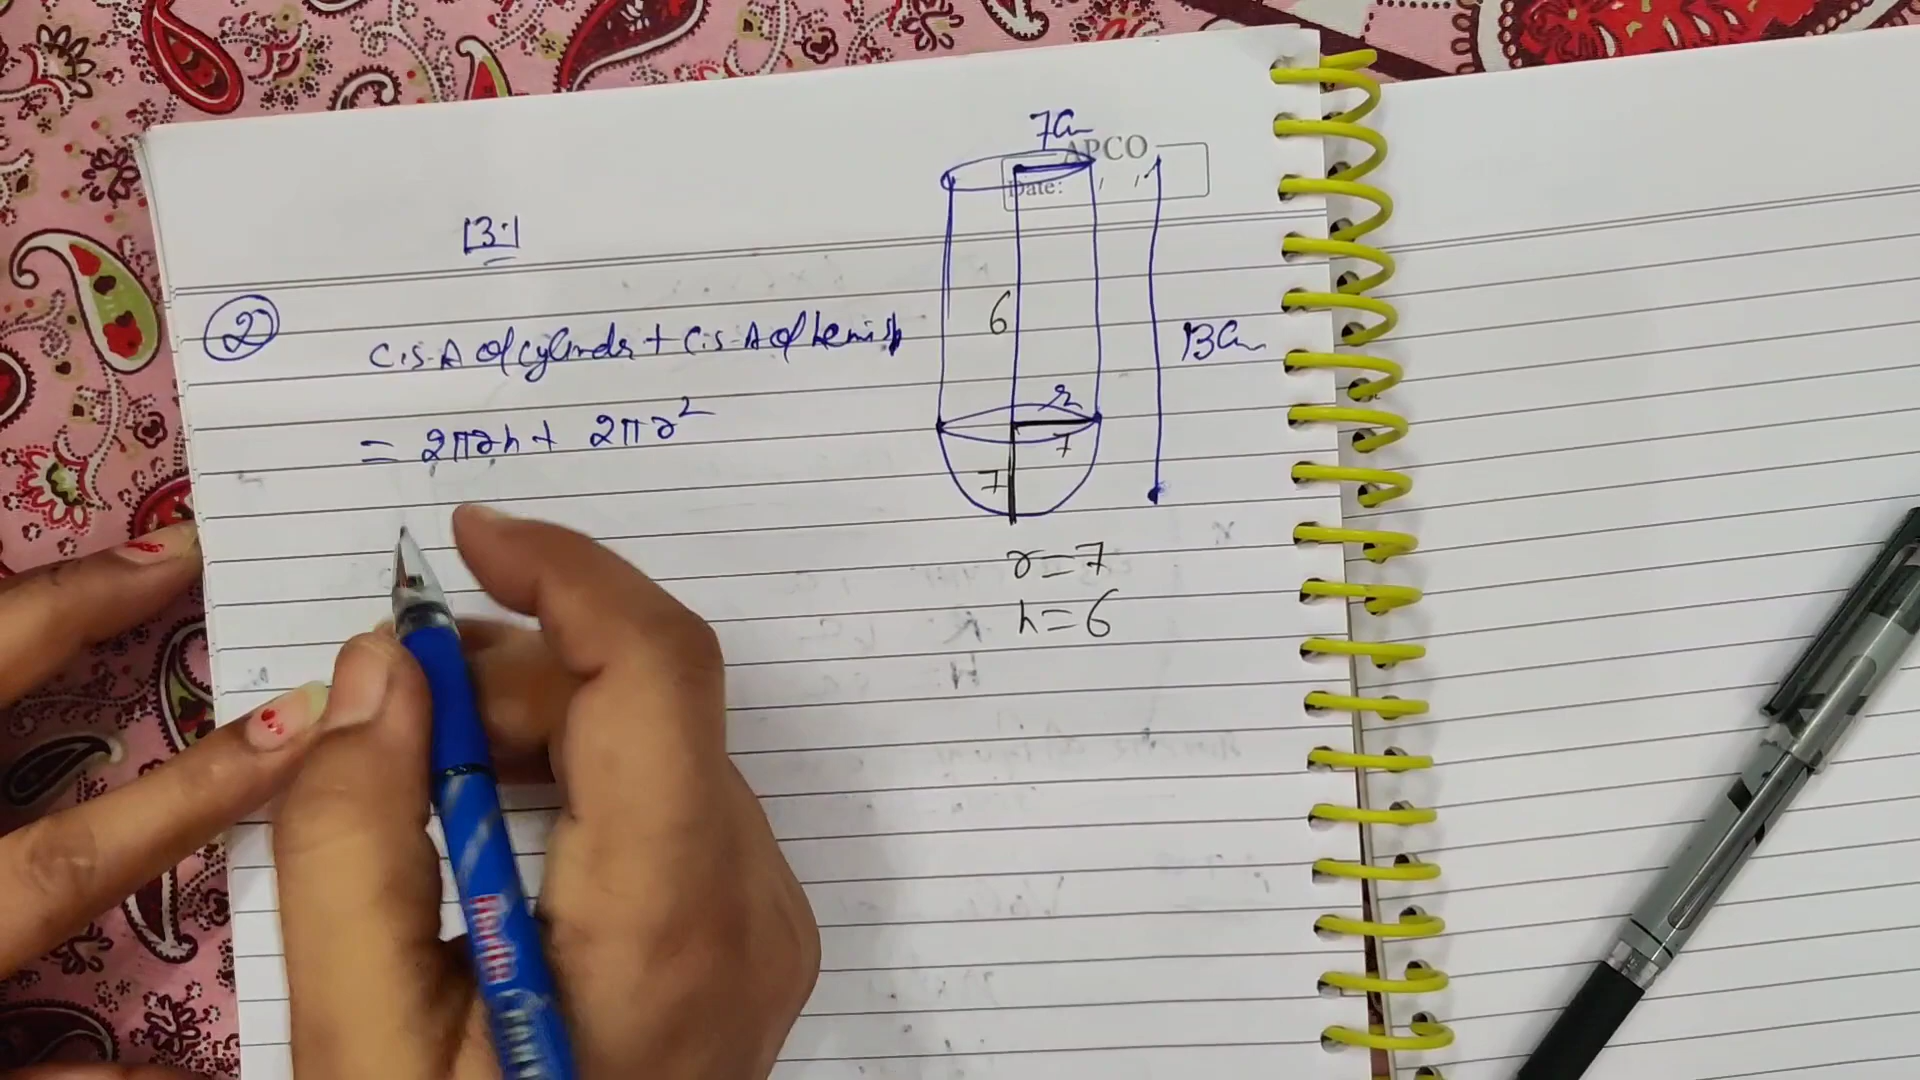 7cm
APCO
Date: / /
13.1
6
2
C.S.A of cylinder + C.S.A of hemisp
13cm
r
= 2πrh + 2πr²
7
7
r=7
h=6